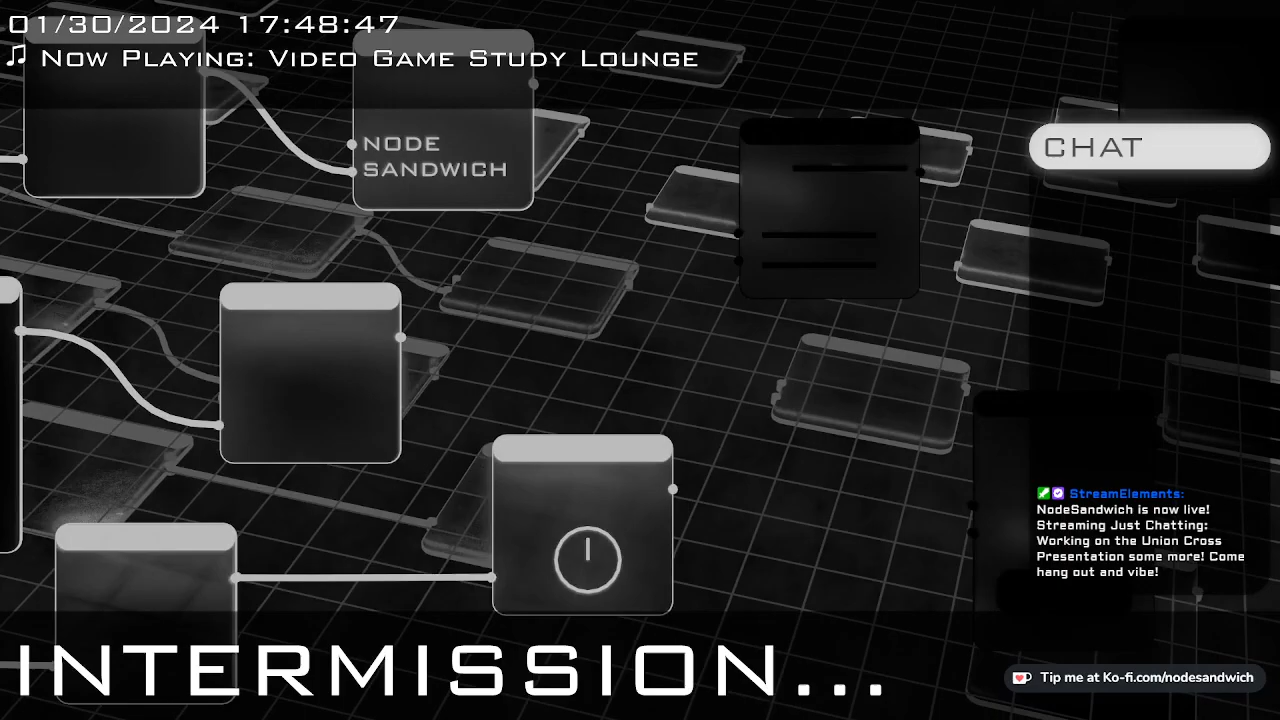 01/30/2024 17:48:47
♫ Now Playing: Video Game Study Lounge
NODE
SANDWICH
CHAT
StreamElements:
NodeSandwich is now live!
Streaming Just Chatting:
Working on the Union Cross
Presentation some more! Come
hang out and vibe!
INTERMISSION...
Tip me at Ko-fi.com/nodesandwich